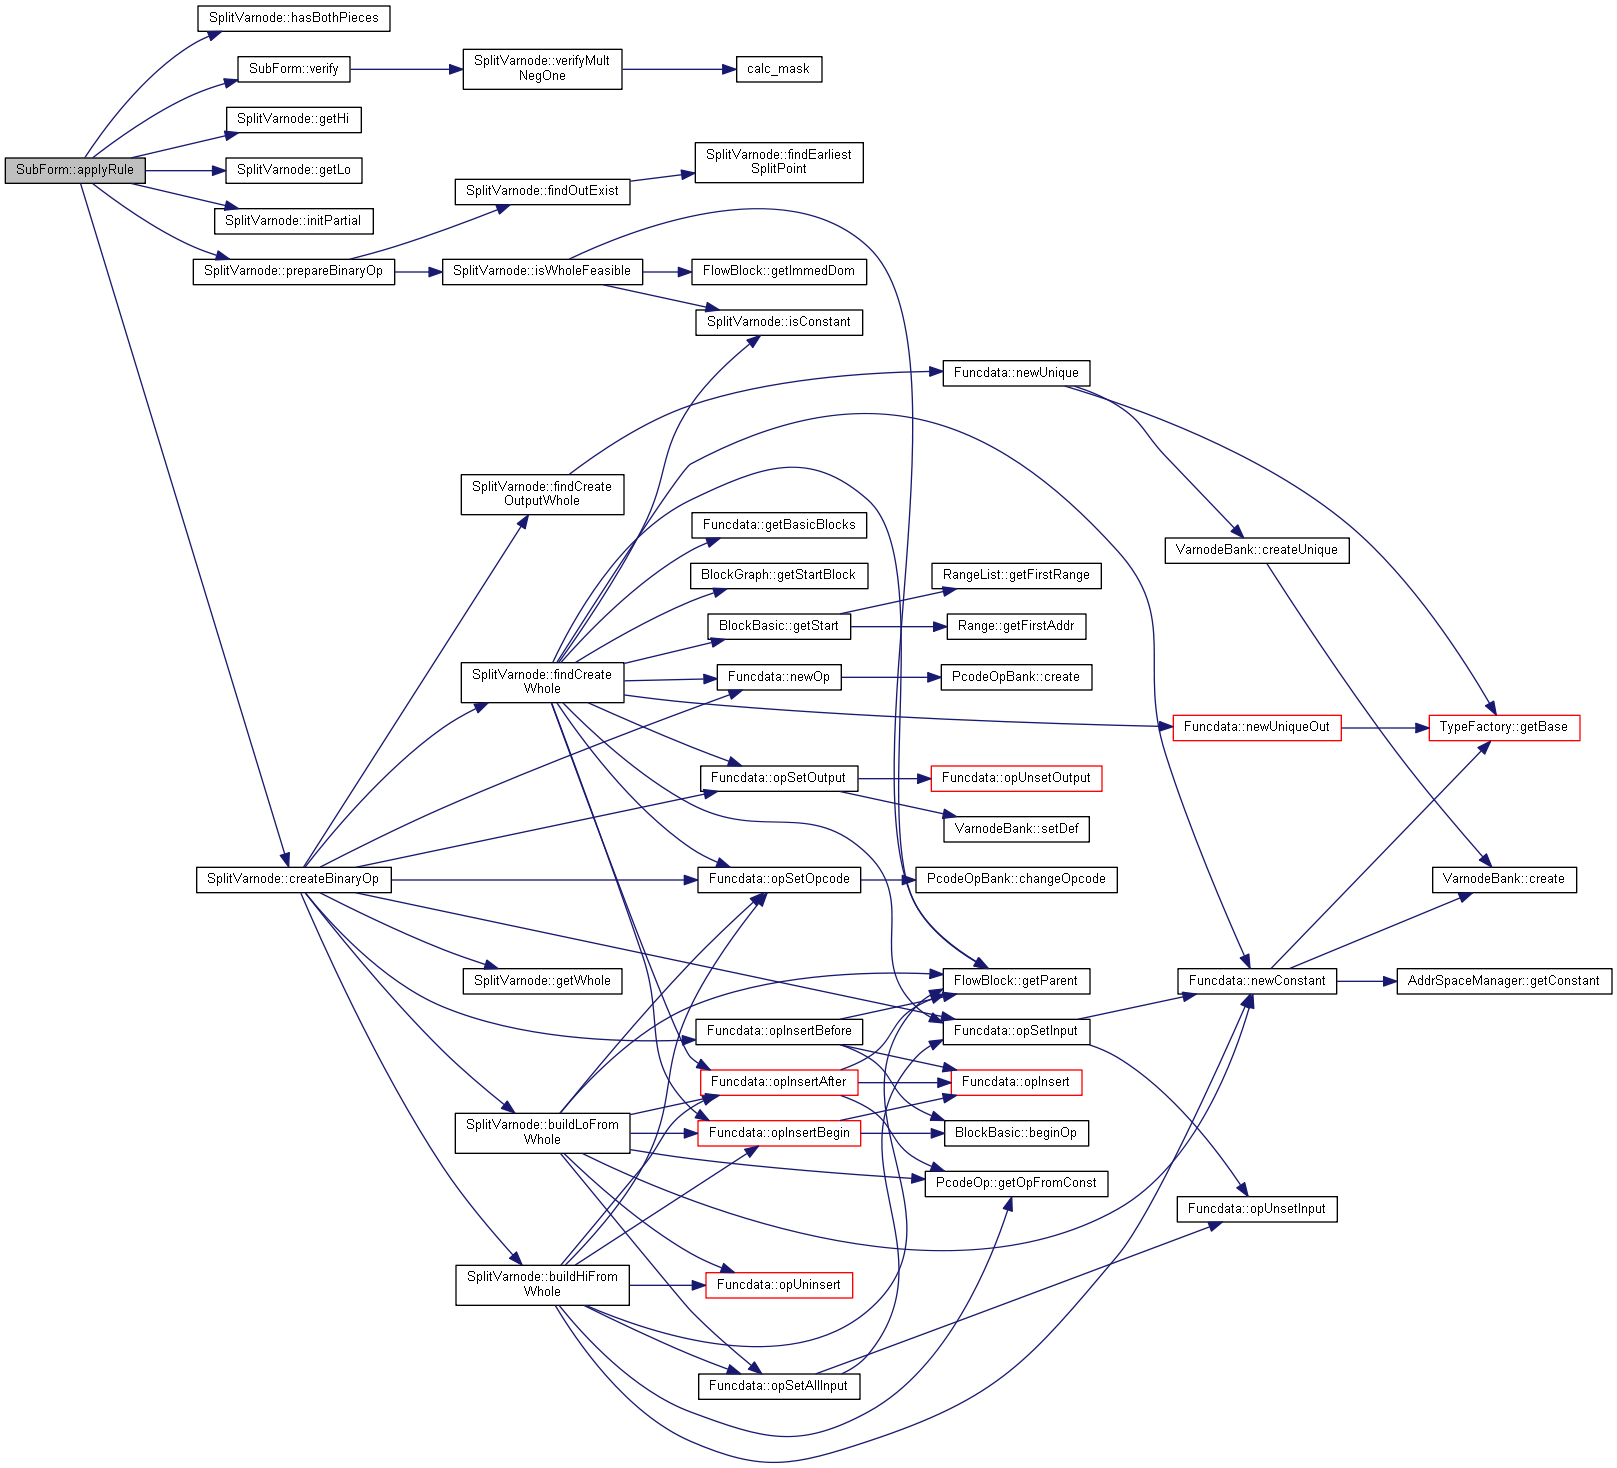 SplitVarnode::hasBothPieces
SubForm::verify
SplitVarnode::verifyMult
NegOne
calc_mask
SplitVarnode::getHi
SubForm::applyRule
SplitVarnode::getLo
SplitVarnode::findEarliest
SplitPoint
SplitVarnode::findOutExist
SplitVarnode::initPartial
SplitVarnode::prepareBinaryOp
SplitVarnode::isWholeFeasible
FlowBlock::getImmedDom
SplitVarnode::isConstant
Funcdata::newUnique
SplitVarnode::findCreate
OutputWhole
Funcdata::getBasicBlocks
VarnodeBank::createUnique
BlockGraph::getStartBlock
RangeList::getFirstRange
BlockBasic::getStart
Range::getFirstAddr
SplitVarnode::findCreate
Whole
Funcdata::newOp
PcodeOpBank::create
Funcdata::newUniqueOut
TypeFactory::getBase
Funcdata::opSetOutput
Funcdata::opUnsetOutput
VarnodeBank::setDef
SplitVarnode::createBinaryOp
Funcdata::opSetOpcode
PcodeOpBank::changeOpcode
VarnodeBank::create
SplitVarnode::getWhole
FlowBlock::getParent
Funcdata::newConstant
AddrSpaceManager::getConstant
Funcdata::opInsertBefore
Funcdata::opSetInput
Funcdata::opInsertAfter
Funcdata::opInsert
SplitVarnode::buildLoFrom
Whole
Funcdata::opInsertBegin
BlockBasic::beginOp
PcodeOp::getOpFromConst
Funcdata::opUnsetInput
SplitVarnode::buildHiFrom
Whole
Funcdata::opUninsert
Funcdata::opSetAllInput